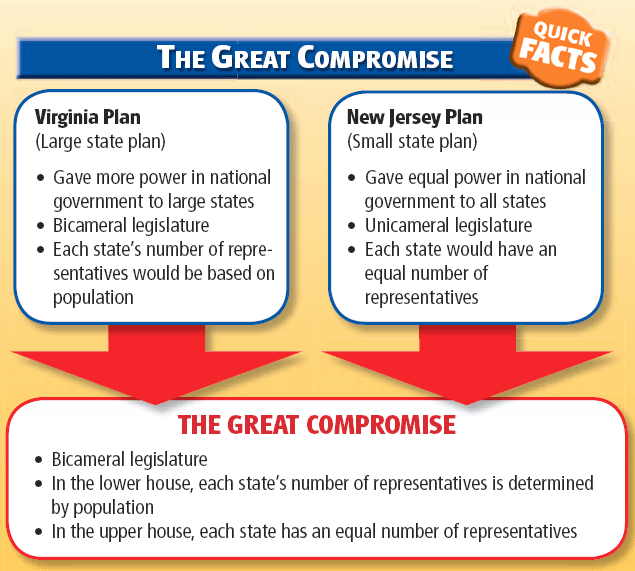 QUICK
FACTS
THE GREAT COMPROMISE
Virginia Plan
(Large state plan)
• Gave more power in national
government to large states
• Bicameral legislature
• Each state's number of repre-
sentatives would be based on
population
New Jersey Plan
(Small state plan)
• Gave equal power in national
government to all states
• Unicameral legislature
• Each state would have an
equal number of
representatives
THE GREAT COMPROMISE
• Bicameral legislature
• In the lower house, each state's number of representatives is determined
by population
• In the upper house, each state has an equal number of representatives